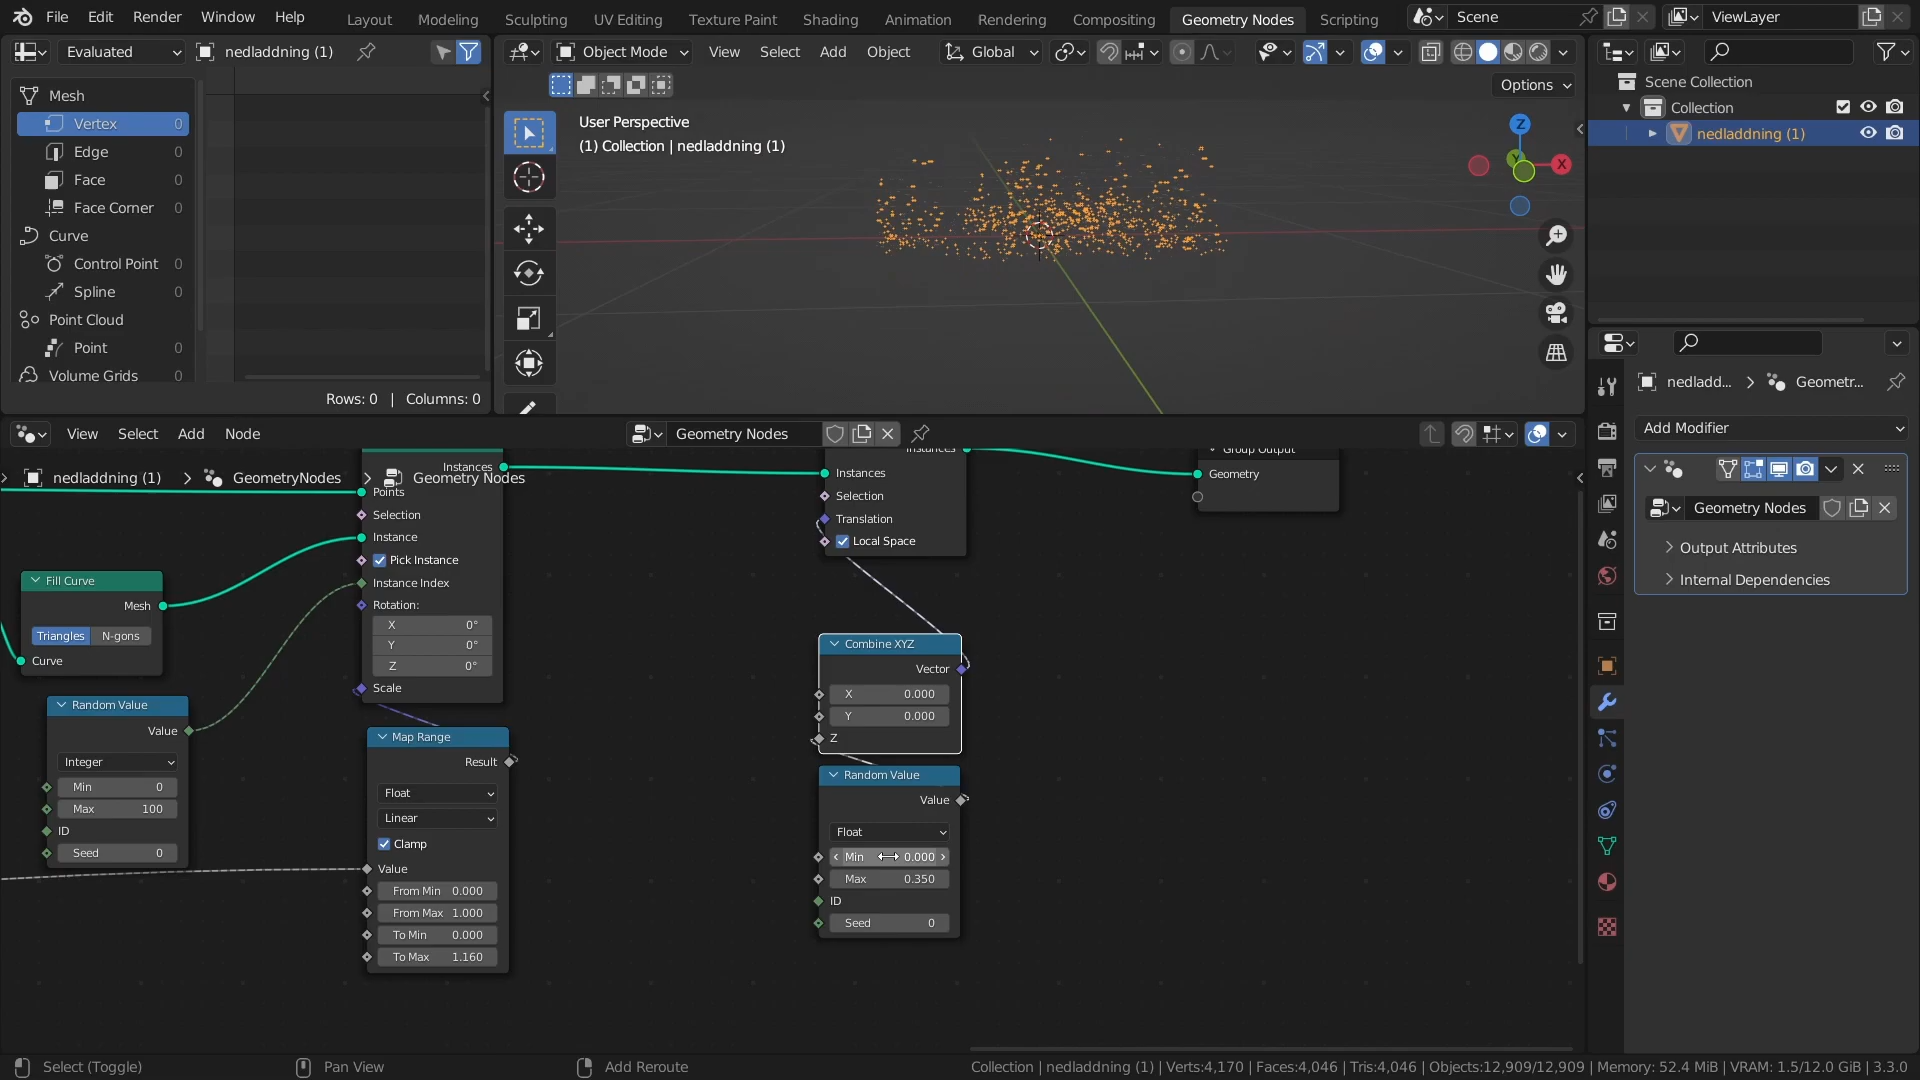 File Edit Render Window Help Layout Modeling Sculpting UV Editing Texture Paint Shading Animation Rendering Compositing Geometry Nodes Scripting Scene ViewLayer
Evaluated nedladdning (1) Object Mode View Select Add Object Global
Options
Mesh
Vertex 0
Edge 0
Face 0
Face Corner 0
Curve
Control Point 0
Spline 0
Point Cloud
Point 0
Volume Grids 0
Rows: 0 | Columns: 0
User Perspective
(1) Collection | nedladdning (1)
Z
Y
X
Scene Collection
Collection
nedladdning (1)
nedladd... > Geometr...
Add Modifier
Geometry Nodes
Output Attributes
Internal Dependencies
View Select Add Node Geometry Nodes
nedladdning (1) > GeometryNodes > Geometry Nodes
Instances
Points
Selection
Instance
Pick Instance
Instance Index
Rotation:
X 0°
Y 0°
Z 0°
Scale
Fill Curve
Mesh
Triangles N-gons
Curve
Random Value
Value
Integer
Min 0
Max 100
ID
Seed 0
Map Range
Result
Float
Linear
Clamp
Value
From Min 0.000
From Max 1.000
To Min 0.000
To Max 1.160
Instances
Instances
Selection
Translation
Local Space
Combine XYZ
Vector
X 0.000
Y 0.000
Z
Random Value
Value
Float
Min 0.000
Max 0.350
ID
Seed 0
Group Output
Geometry
Select (Toggle) Pan View Add Reroute Collection | nedladdning (1) | Verts:4,170 | Faces:4,046 | Tris:4,046 | Objects:12,909/12,909 | Memory: 52.4 MiB | VRAM: 1.5/12.0 GiB | 3.3.0